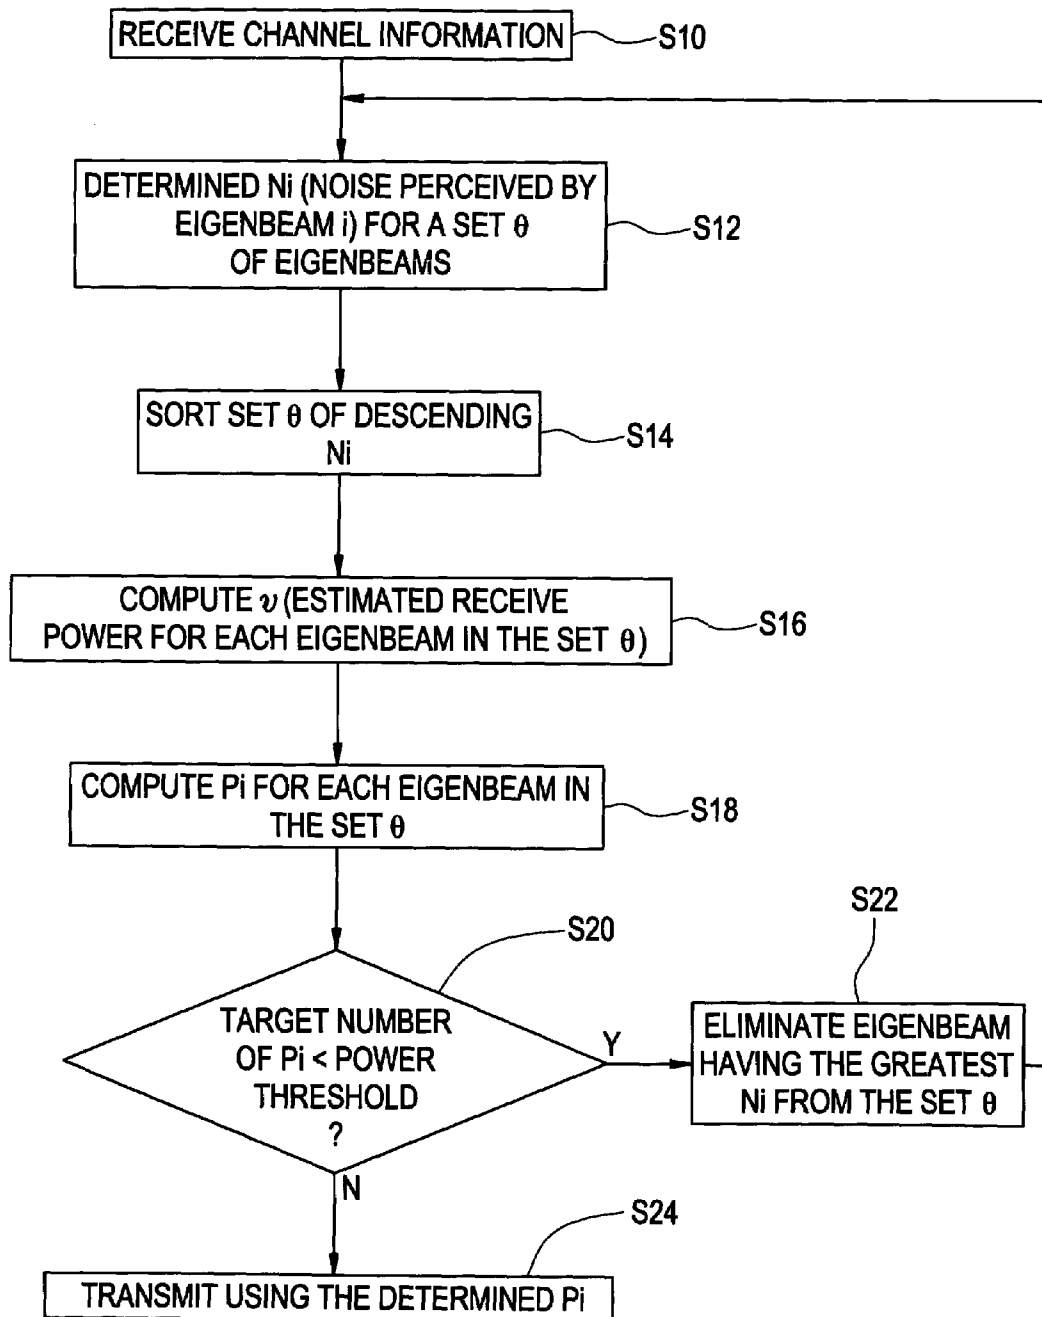 RECEIVE CHANNEL INFORMATION
S10
DETERMINED Ni (NOISE PERCEIVED BY
EIGENBEAM i) FOR A SET θ
OF EIGENBEAMS
S12
SORT SET θ OF DESCENDING
Ni
S14
COMPUTE υ (ESTIMATED RECEIVE
POWER FOR EACH EIGENBEAM IN THE SET θ)
S16
COMPUTE Pi FOR EACH EIGENBEAM IN
THE SET θ
S18
S20
TARGET NUMBER
OF Pi < POWER
THRESHOLD
?
Y
N
S22
ELIMINATE EIGENBEAM
HAVING THE GREATEST
Ni FROM THE SET θ
S24
TRANSMIT USING THE DETERMINED Pi